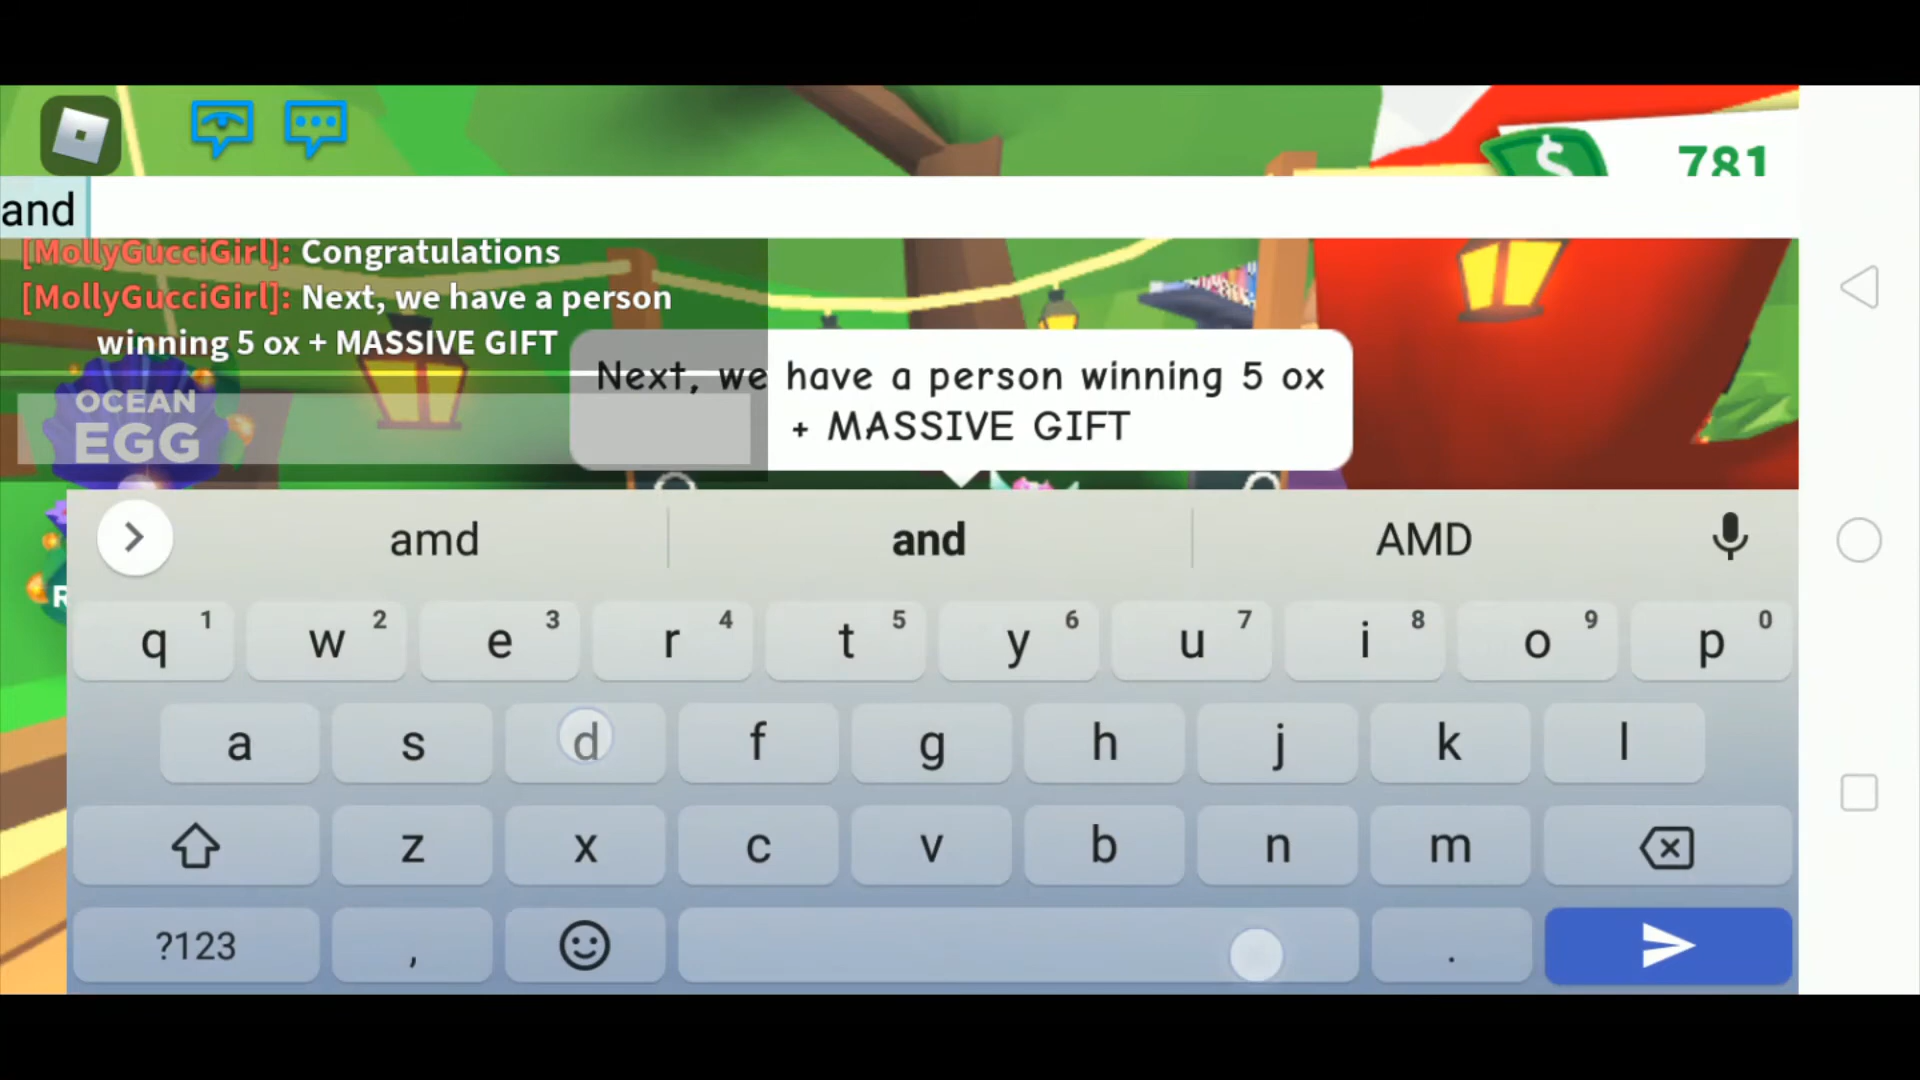 781
and
[MollyGucciGirl]: Congratulations
[MollyGucciGirl]: Next, we have a person
winning 5 ox + MASSIVE GIFT
Next, we have a person winning 5 ox
+ MASSIVE GIFT
OCEAN
EGG
R
amd and AMD
q 1 w 2 e 3 r 4 t 5 y 6 u 7 i 8 o 9 p 0
a s d f g h j k l
z x c v b n m
?123 , .